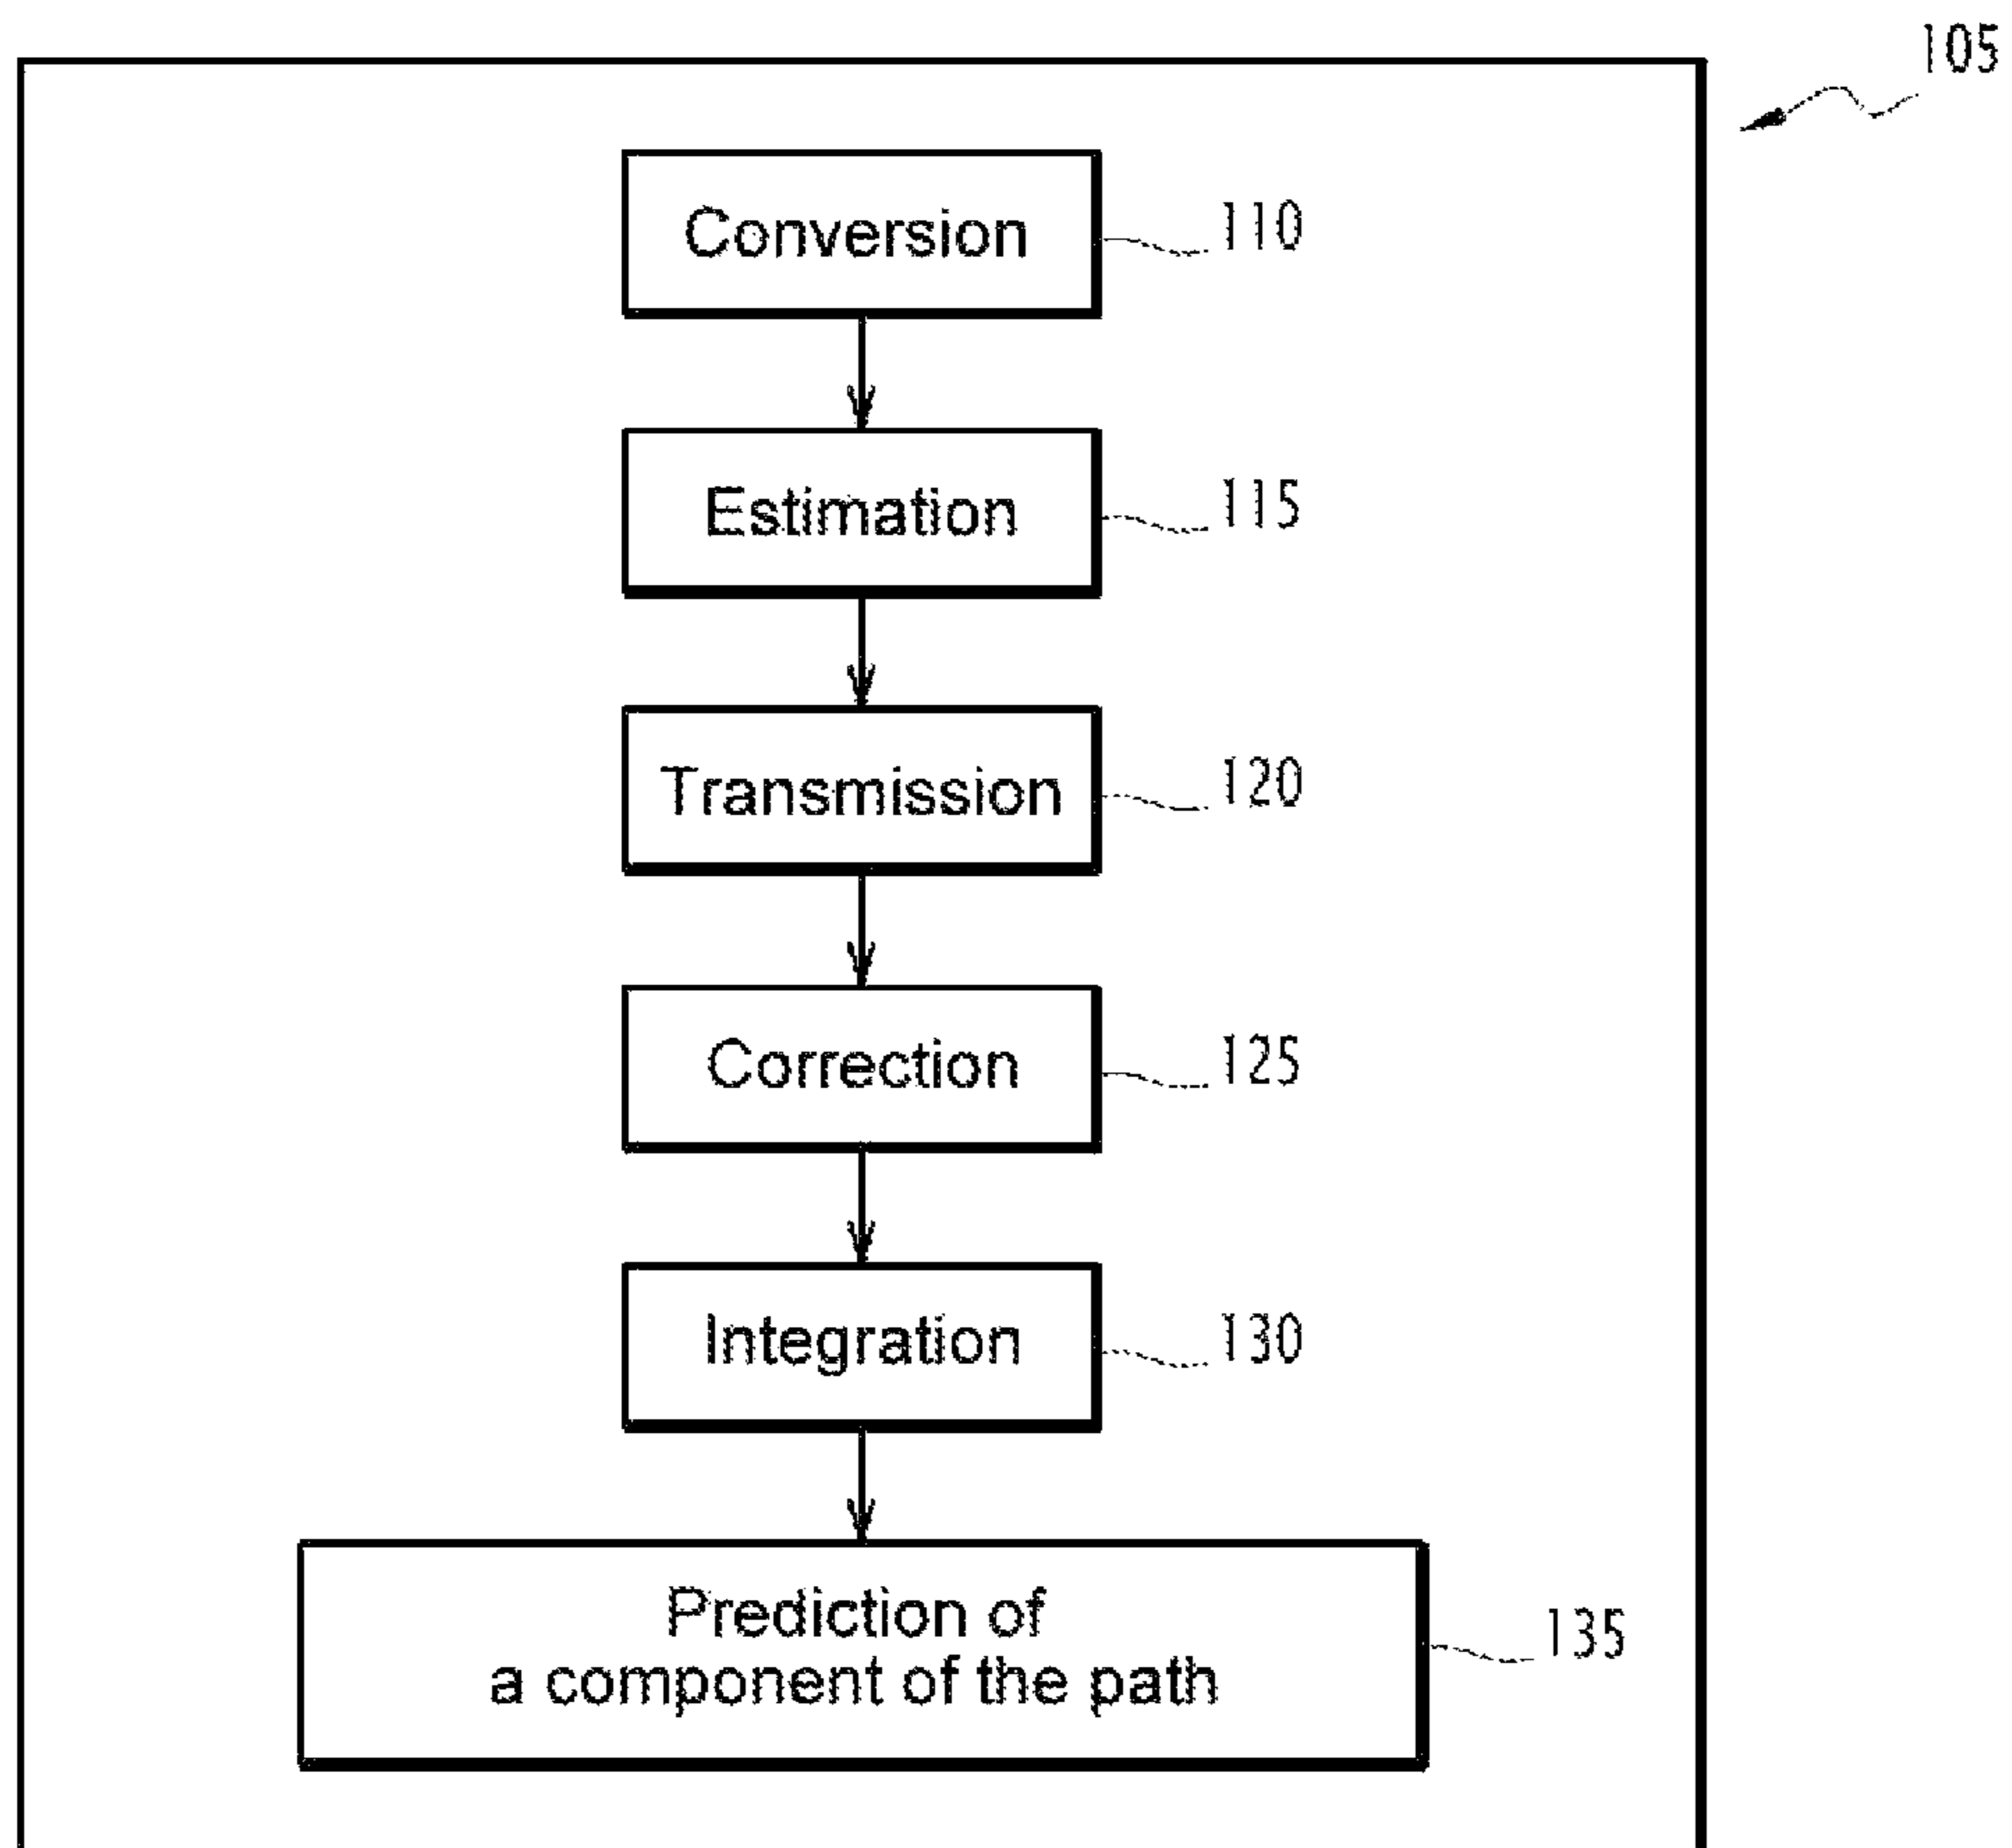 105
Conversion
110
Estimation
115
Transmission
120
Correction
125
Integration
130
Prediction of
a component of the path
135